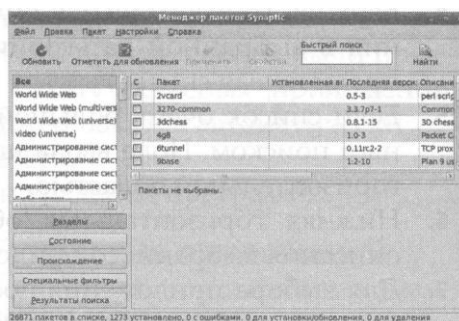 Менеджер пакетов Synaptic
Файл Правка Пакет Настройки Справка
Быстрый поиск
Обновить Отметить для обновления Применить Свойства Найти
Все
World Wide Web
World Wide Web (multivers
World Wide Web (universe)
video (universe)
Администрирование сист
Администрирование сист
Администрирование сист
С Пакет Установленная ве Последняя верси Описани
2vcard 0.5-3 perl scrip
3270-common 3.3.7p7-1 Common
3dchess 0.8.1-15 3D chess
4g8 1.0-3 Packet Ca
6tunnel 0.11rc2-2 TCP prox
9base 1:2-10 Plan 9 us
Пакеты не выбраны.
Разделы
Состояние
Происхождение
Специальные фильтры
Результаты поиска
26871 пакетов в списке, 1273 установлено, 0 с ошибками. 0 для установки/обновления, 0 для удаления